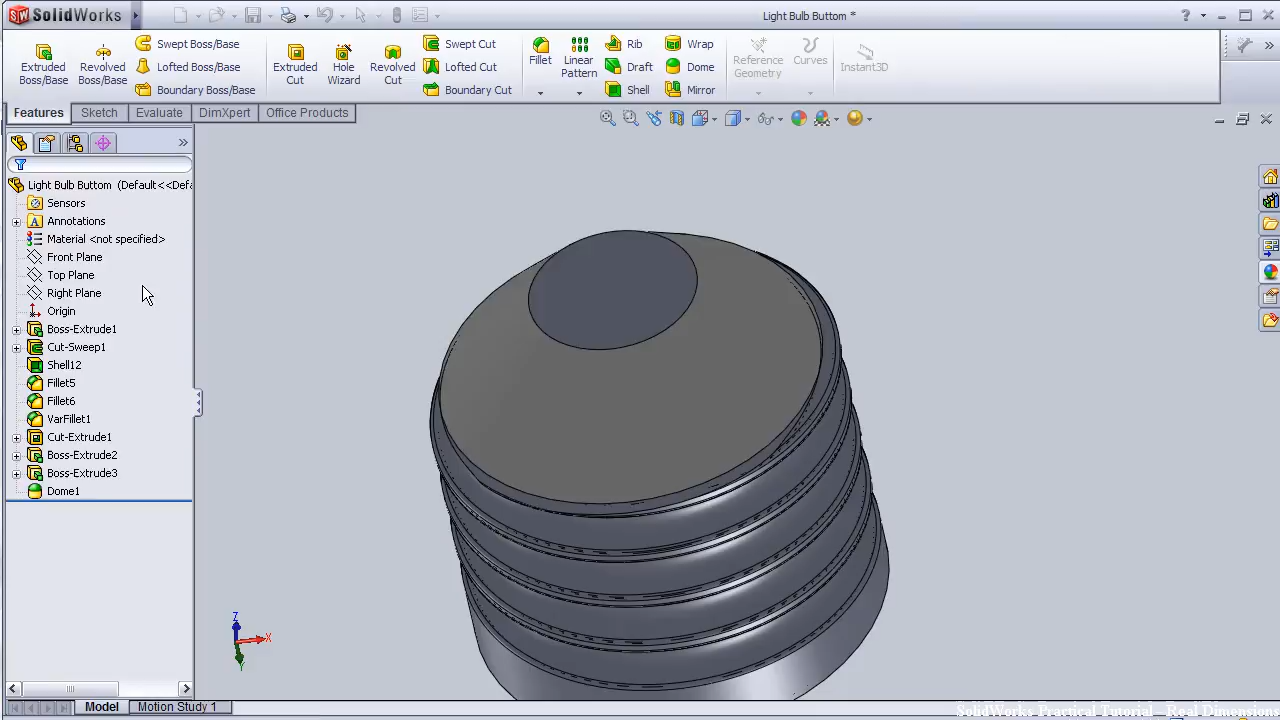 SolidWorks
Light Bulb Buttom *
?
Extruded Boss/Base
Revolved Boss/Base
Swept Boss/Base
Lofted Boss/Base
Boundary Boss/Base
Extruded Cut
Hole Wizard
Revolved Cut
Swept Cut
Lofted Cut
Boundary Cut
Fillet
Linear Pattern
Rib
Draft
Shell
Wrap
Dome
Mirror
Reference Geometry
Curves
Instant3D
Features
Sketch
Evaluate
DimXpert
Office Products
Light Bulb Buttom (Default<<Defa
Sensors
Annotations
Material <not specified>
Front Plane
Top Plane
Right Plane
Origin
Boss-Extrude1
Cut-Sweep1
Shell12
Fillet5
Fillet6
VarFillet1
Cut-Extrude1
Boss-Extrude2
Boss-Extrude3
Dome1
Z
X
Y
Model
Motion Study 1
SolidWorks Practical Tutorial - Real Dimensions